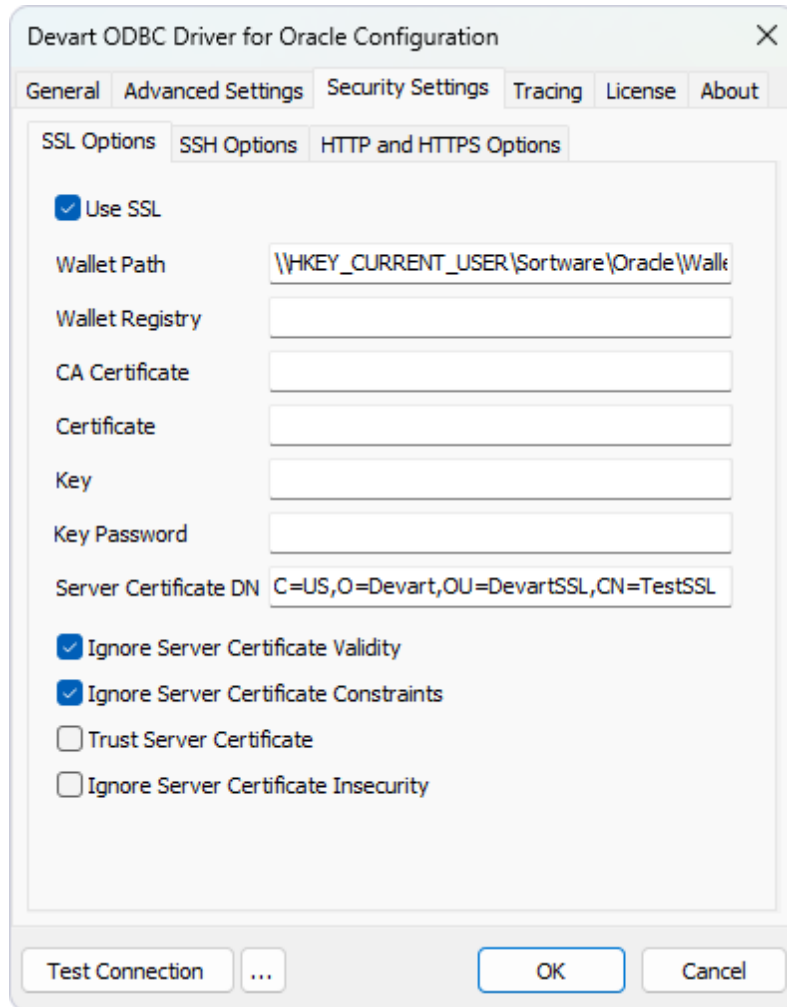 Devart ODBC Driver for Oracle Configuration
General Advanced Settings Security Settings Tracing License About
SSL Options SSH Options HTTP and HTTPS Options
Use SSL
Wallet Path \\HKEY_CURRENT_USER\Sortware\Oracle\Walle
Wallet Registry
CA Certificate
Certificate
Key
Key Password
Server Certificate DN C=US,O=Devart,OU=DevartSSL,CN=TestSSL
Ignore Server Certificate Validity
Ignore Server Certificate Constraints
Trust Server Certificate
Ignore Server Certificate Insecurity
Test Connection ... OK Cancel